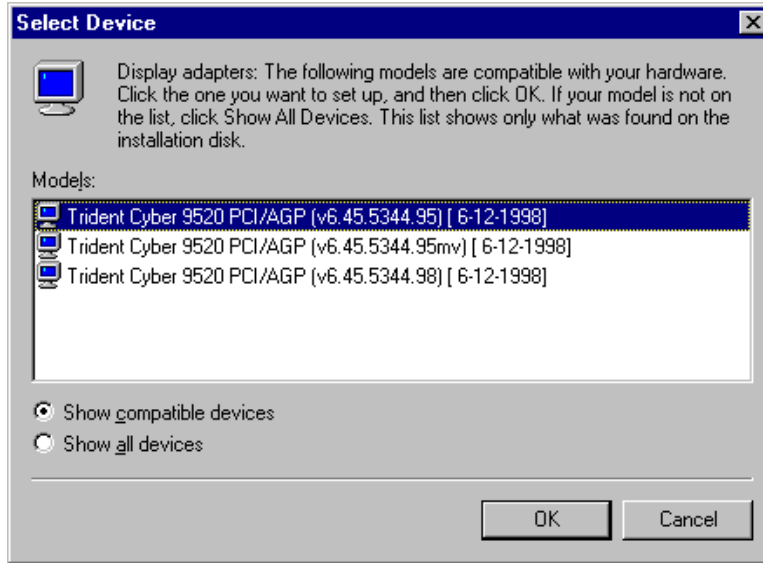 Select Device
Display adapters: The following models are compatible with your hardware.
Click the one you want to set up, and then click OK. If your model is not on
the list, click Show All Devices. This list shows only what was found on the
installation disk.
Models:
Trident Cyber 9520 PCI/AGP (v6.45.5344.95) [ 6-12-1998]
Trident Cyber 9520 PCI/AGP (v6.45.5344.95mv) [ 6-12-1998]
Trident Cyber 9520 PCI/AGP (v6.45.5344.98) [ 6-12-1998]
Show compatible devices
Show all devices
OK Cancel